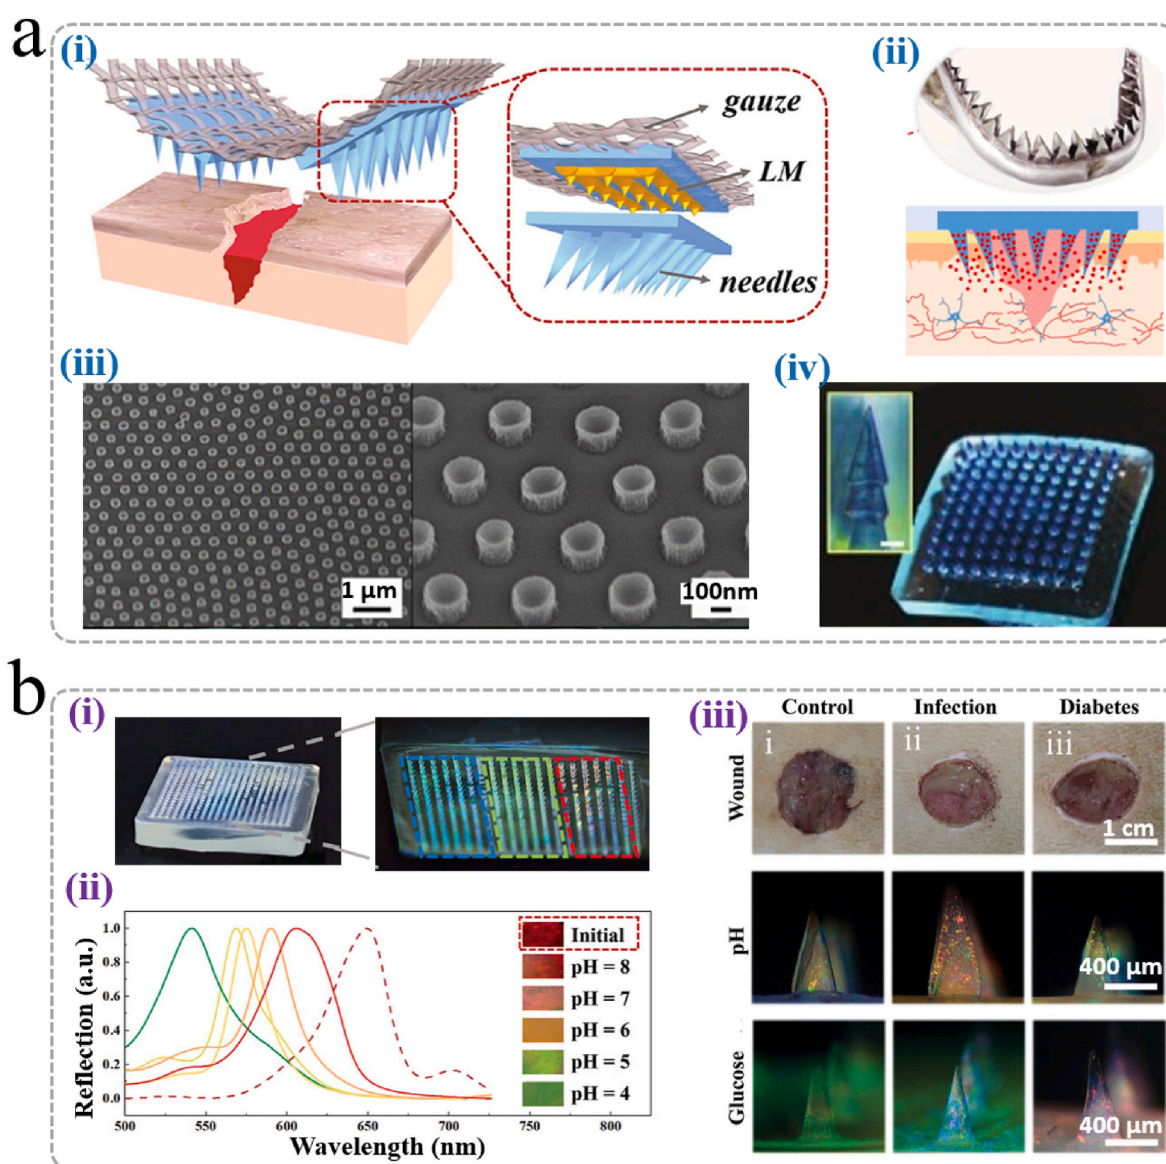 a
(i)
gauze
LM
needles
(ii)
(iii)
1 μm
100nm
(iv)
b
(i)
(ii)
Reflection (a.u.)
1.0
0.8
0.6
0.4
0.2
0.0
500
550
600
650
700
750
800
Wavelength (nm)
Initial
pH = 8
pH = 7
pH = 6
pH = 5
pH = 4
(iii)
Control
Infection
Diabetes
Wound
i
ii
iii
1 cm
pH
400 μm
Glucose
400 μm